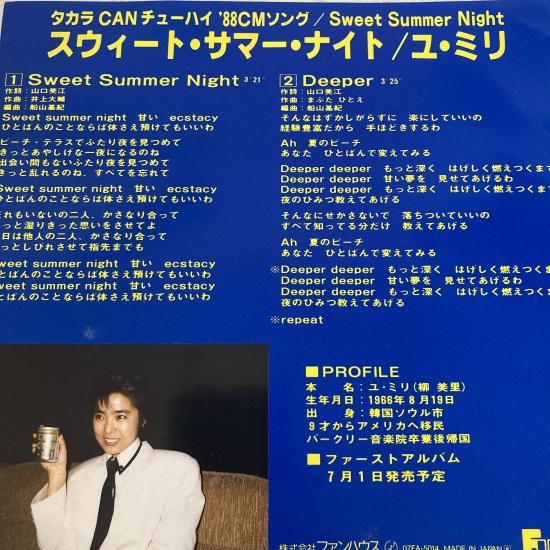 タカラ CAN チューハイ '88CMソング / Sweet Summer Night
スウィート・サマー・ナイト/ユ・ミリ
1 Sweet Summer Night 3'21"
作詩：山口美江
作曲：井上大輔
編曲：船山基紀
Sweet summer night 甘い ecstacy
ひとばんのことならば体さえ預けてもいいわ
ビーチ・テラスでふたり夜を見つめて
きっとあやしげな一夜になるのね
出会い間もないふたり夜を見つめて
きっと乱れるのね、すべてを忘れて
Sweet summer night 甘い ecstacy
ひとばんのことならば体さえ預けてもいいわ
だれもいないの二人、かさなり合って
っと湿りきった思いをさせてよ
日は他人の二人、かさなり合って
っとしびれさせて指先までも
Sweet summer night 甘い ecstacy
とばんのことならば体さえ預けてもいいわ
Sweet summer night 甘い ecstacy
とばんのことならば体さえ預けてもいいわ
2 Deeper 3'25"
作詩：山口美江
作曲：まぶた ひとえ
編曲：船山基紀
そんなはずかしがらずに 楽にしていいの
経験豊富だから 手ほどきするわ
Ah 夏のビーチ
あなた ひとばんで変えてみる
Deeper deeper もっと深く はげしく燃えつくま
Deeper deeper 甘い夢を 見せてあげるわ
Deeper deeper もっと深く はげしく燃えつくま
夜のひみつ教えてあげる
そんなにせかさないで 落ちついていいの
すべて知ってる分だけ 教えてあげる
Ah 夏のビーチ
あなた ひとばんで変えてみる
※Deeper deeper もっと深く はげしく燃えつくま
Deeper deeper 甘い夢を 見せてあげるわ
Deeper deeper もっと深く はげしく燃えつくま
夜のひみつ教えてあげる
※repeat
■PROFILE
本 名：ユ・ミリ(柳 美里)
生年月日：1966年8月19日
出 身：韓国ソウル市
9才からアメリカへ移民
バークリー音楽院卒業後帰国
■ファーストアルバム
7月1日発売予定
株式会社ファンハウス 07FA-5014 MADE IN JAPAN